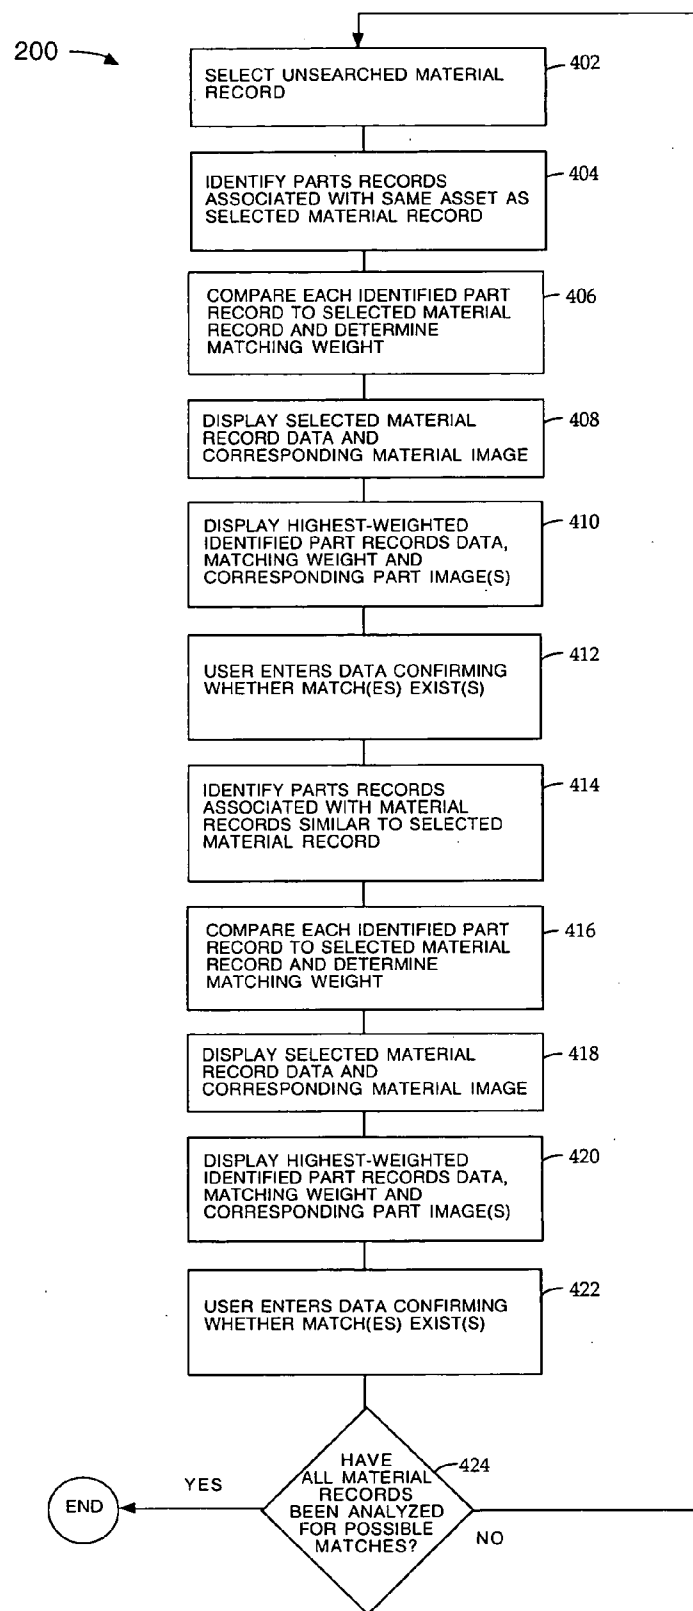 200
SELECT UNSEARCHED MATERIAL
RECORD
402
IDENTIFY PARTS RECORDS
ASSOCIATED WITH SAME ASSET AS
SELECTED MATERIAL RECORD
404
COMPARE EACH IDENTIFIED PART
RECORD TO SELECTED MATERIAL
RECORD AND DETERMINE
MATCHING WEIGHT
406
DISPLAY SELECTED MATERIAL
RECORD DATA AND
CORRESPONDING MATERIAL IMAGE
408
DISPLAY HIGHEST-WEIGHTED
IDENTIFIED PART RECORDS DATA,
MATCHING WEIGHT AND
CORRESPONDING PART IMAGE(S)
410
USER ENTERS DATA CONFIRMING
WHETHER MATCH(ES) EXIST(S)
412
IDENTIFY PARTS RECORDS
ASSOCIATED WITH MATERIAL
RECORDS SIMILAR TO SELECTED
MATERIAL RECORD
414
COMPARE EACH IDENTIFIED PART
RECORD TO SELECTED MATERIAL
RECORD AND DETERMINE
MATCHING WEIGHT
416
DISPLAY SELECTED MATERIAL
RECORD DATA AND
CORRESPONDING MATERIAL IMAGE
418
DISPLAY HIGHEST-WEIGHTED
IDENTIFIED PART RECORDS DATA,
MATCHING WEIGHT AND
CORRESPONDING PART IMAGE(S)
420
USER ENTERS DATA CONFIRMING
WHETHER MATCH(ES) EXIST(S)
422
HAVE
ALL MATERIAL
RECORDS
BEEN ANALYZED
FOR POSSIBLE
MATCHES?
424
YES
END
NO